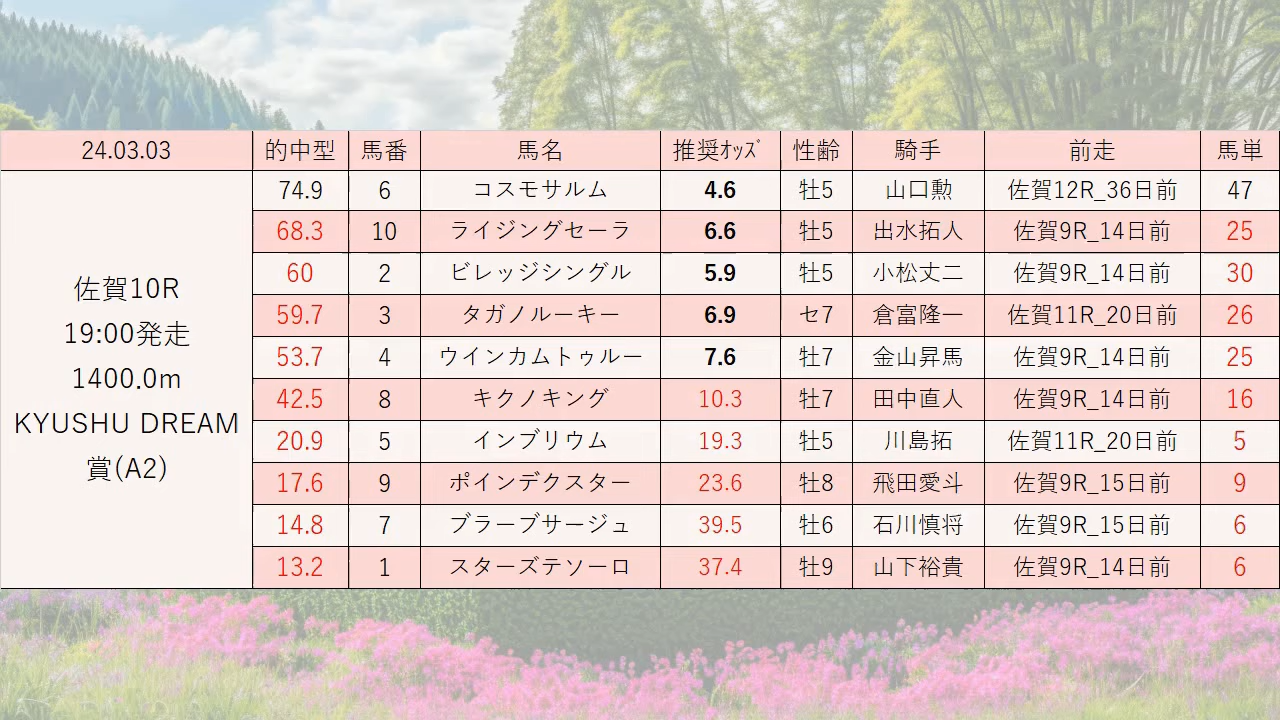 24.03.03 的中型 馬番 馬名 推奨ｵｯｽﾞ 性齢 騎手 前走 馬単
佐賀10R
19:00発走
1400.0m
KYUSHU DREAM
賞(A2)
74.9 6 コスモサルム 4.6 牡5 山口勲 佐賀12R_36日前 47
68.3 10 ライジングセーラ 6.6 牡5 出水拓人 佐賀9R_14日前 25
60 2 ビレッジシングル 5.9 牡5 小松丈二 佐賀9R_14日前 30
59.7 3 タガノルーキー 6.9 セ7 倉富隆一 佐賀11R_20日前 26
53.7 4 ウインカムトゥルー 7.6 牡7 金山昇馬 佐賀9R_14日前 25
42.5 8 キクノキング 10.3 牡7 田中直人 佐賀9R_14日前 16
20.9 5 インブリウム 19.3 牡5 川島拓 佐賀11R_20日前 5
17.6 9 ポインデクスター 23.6 牡8 飛田愛斗 佐賀9R_15日前 9
14.8 7 ブラーブサージュ 39.5 牡6 石川慎将 佐賀9R_15日前 6
13.2 1 スターズテソーロ 37.4 牡9 山下裕貴 佐賀9R_14日前 6